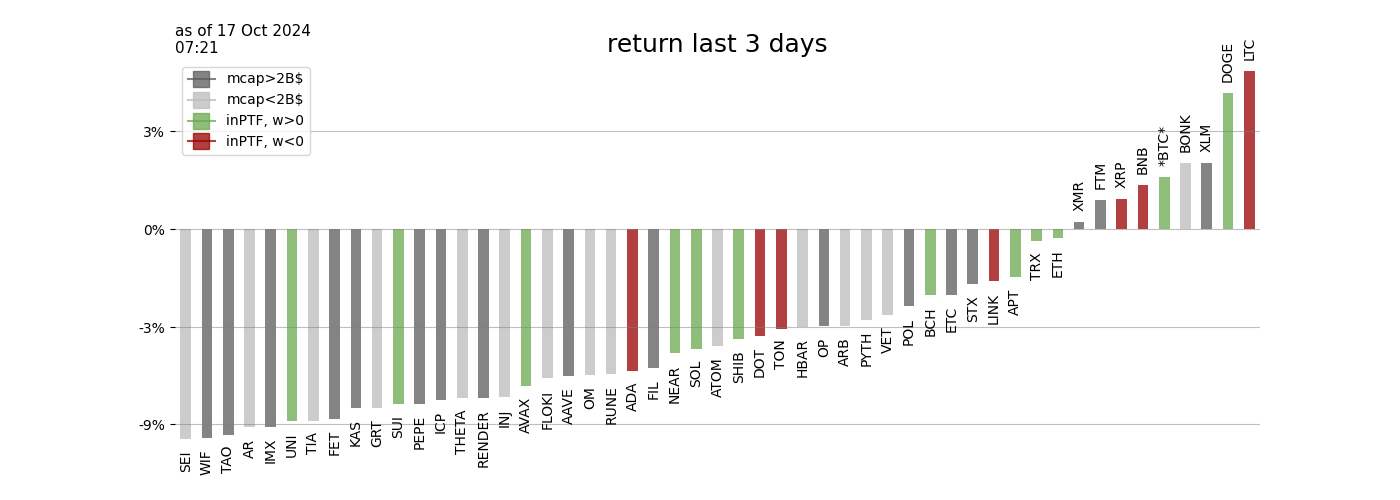 as of 17 Oct 2024
07:21
return last 3 days
mcap>2B$
mcap<2B$
inPTF, w>0
inPTF, w<0
3%
0%
-3%
-9%
SEI
WIF
TAO
AR
IMX
UNI
TIA
FET
KAS
GRT
SUI
PEPE
ICP
THETA
RENDER
INJ
AVAX
FLOKI
AAVE
OM
RUNE
ADA
FIL
NEAR
SOL
ATOM
SHIB
DOT
TON
HBAR
OP
ARB
PYTH
VET
POL
BCH
ETC
STX
LINK
APT
TRX
ETH
XMR
FTM
XRP
BNB
*BTC*
BONK
XLM
DOGE
LTC